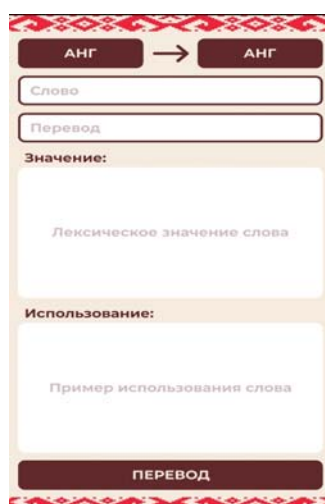 АНГ → АНГ
Слово
Перевод
Значение:
Лексическое значение слова
Использование:
Пример использования слова
ПЕРЕВОД